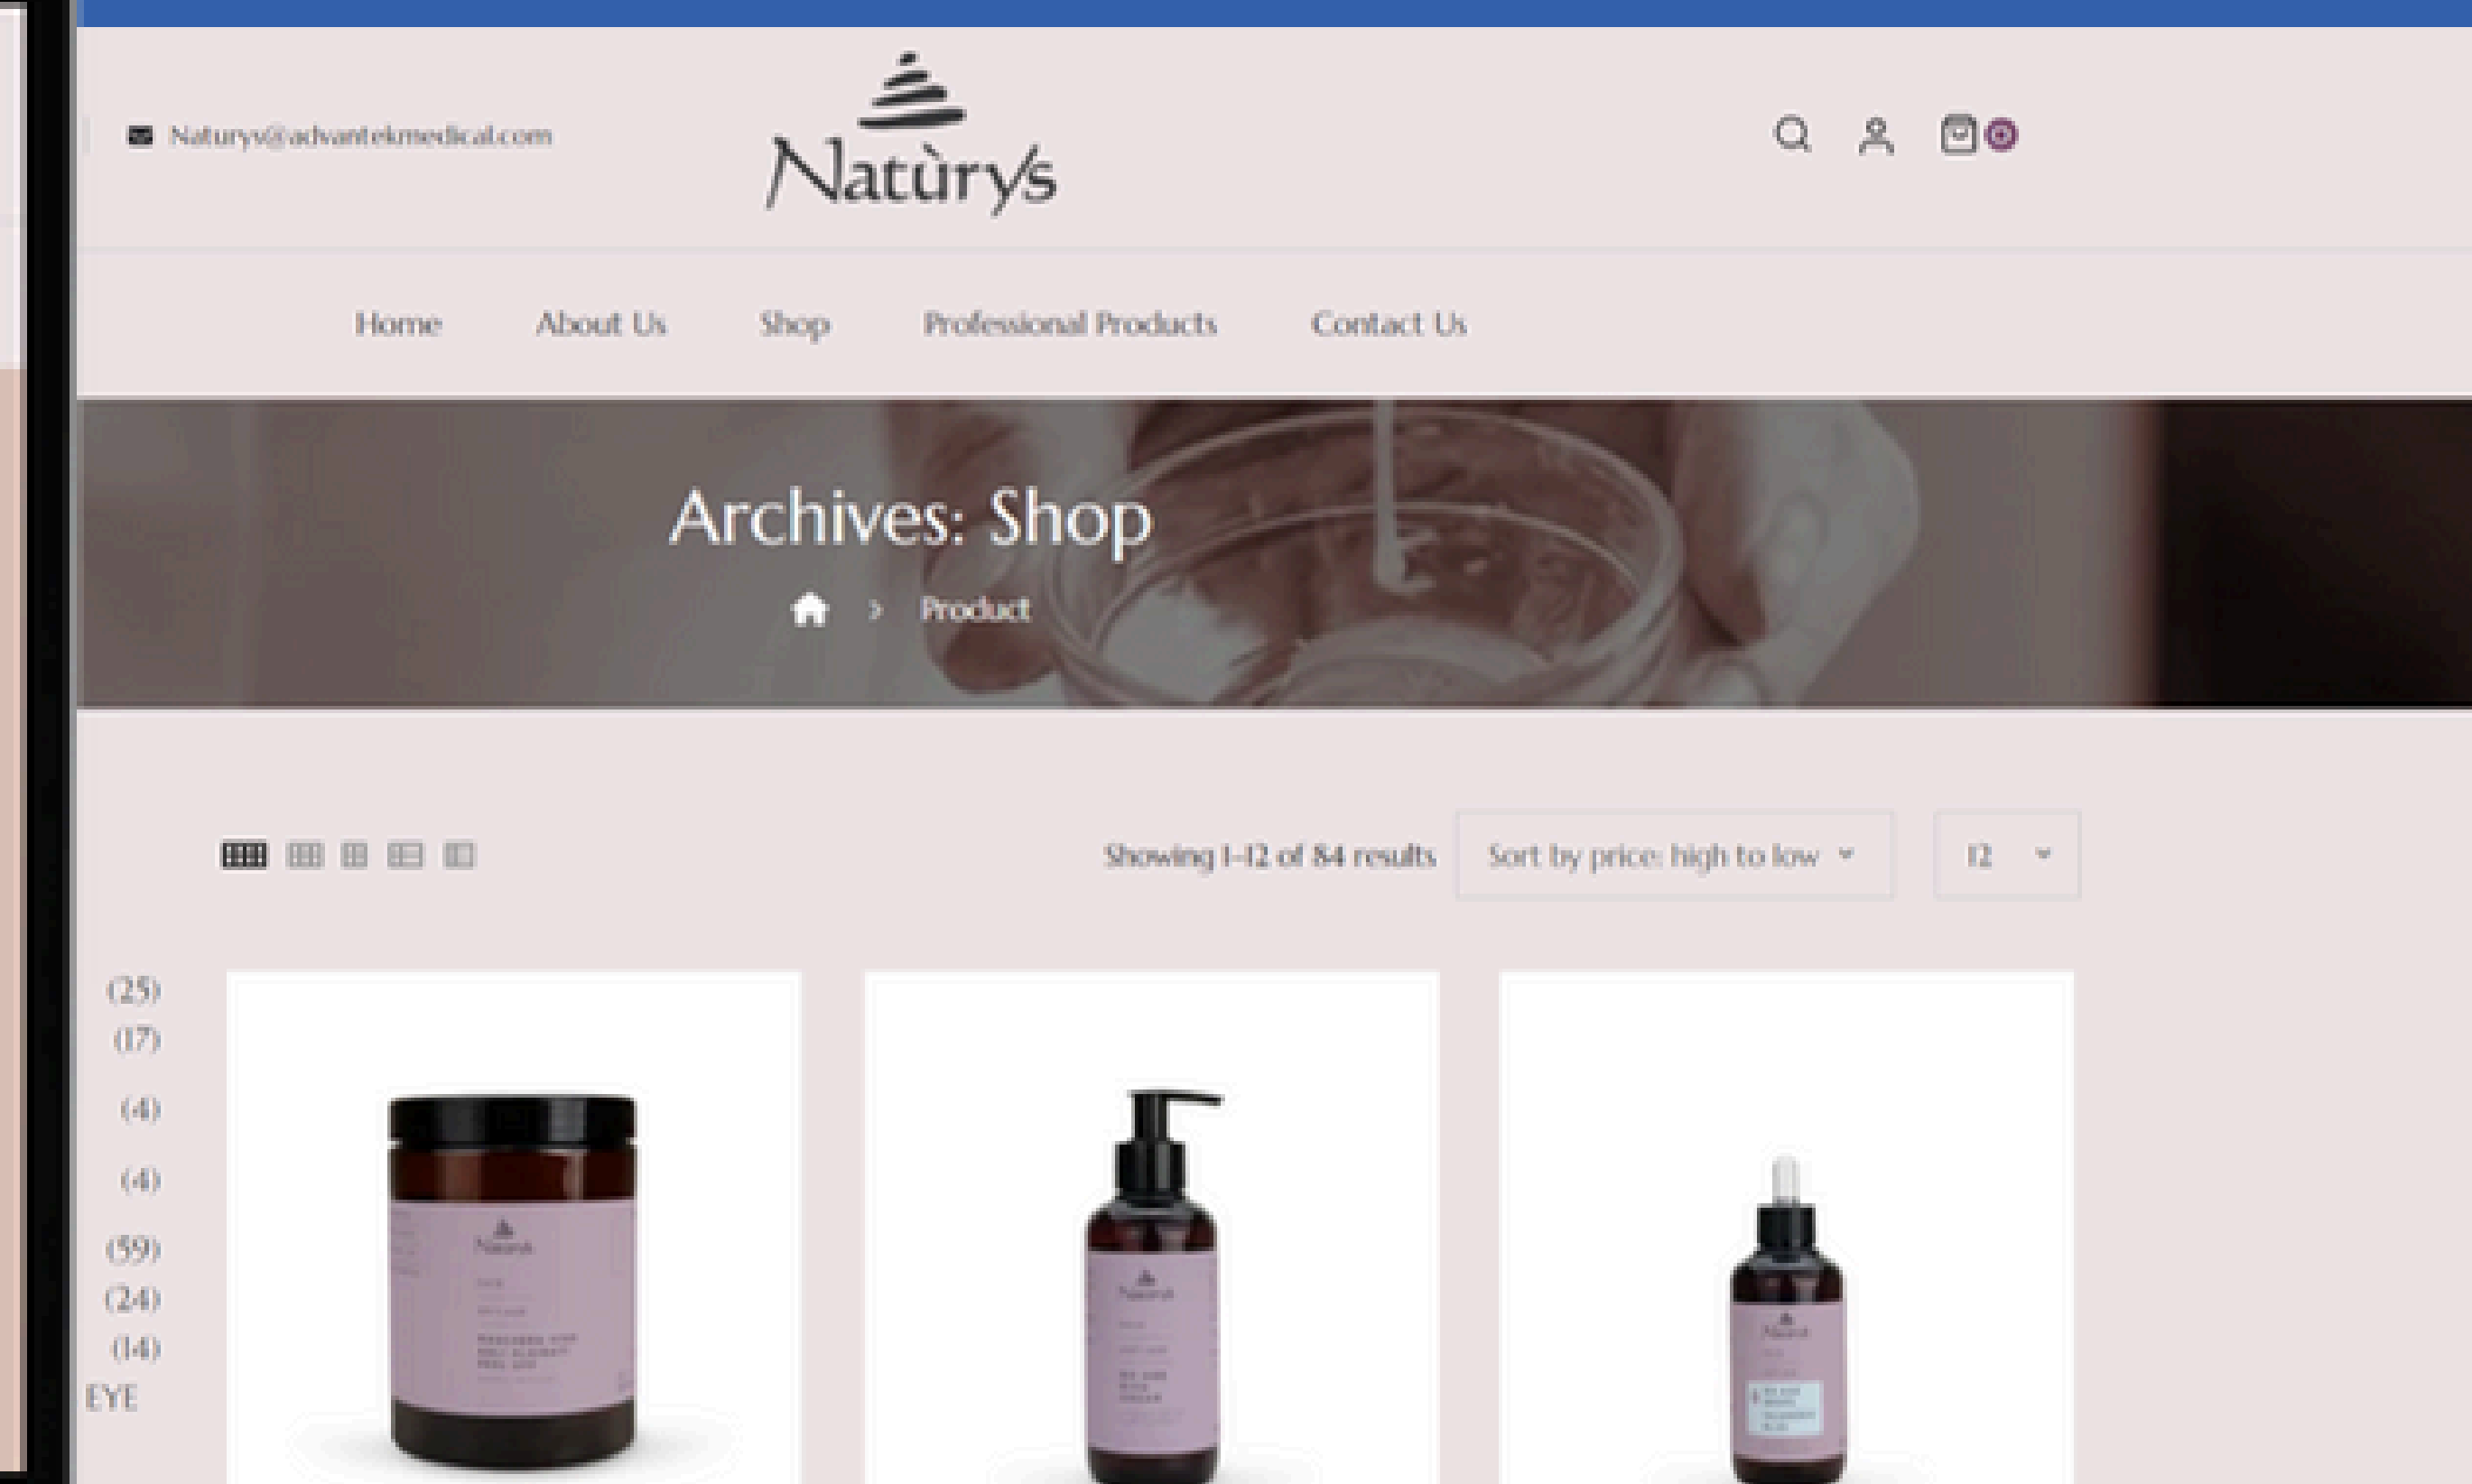 Naturys@advantekmedical.com
Natùrys
Home About Us Shop Professional Products Contact Us
Archives: Shop
> Product
Showing 1-12 of 84 results Sort by price: high to low 12
(25)
(17)
(4)
(4)
(59)
(24)
(14)
EYE